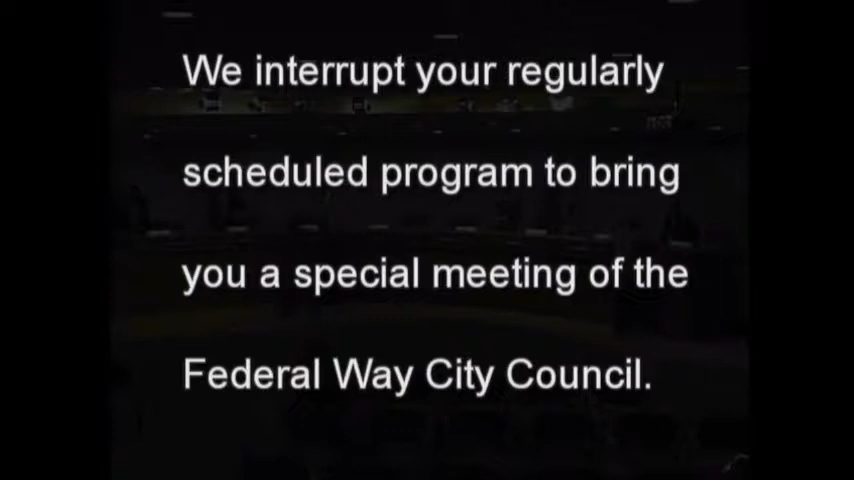 We interrupt your regularly
scheduled program to bring
you a special meeting of the
Federal Way City Council.